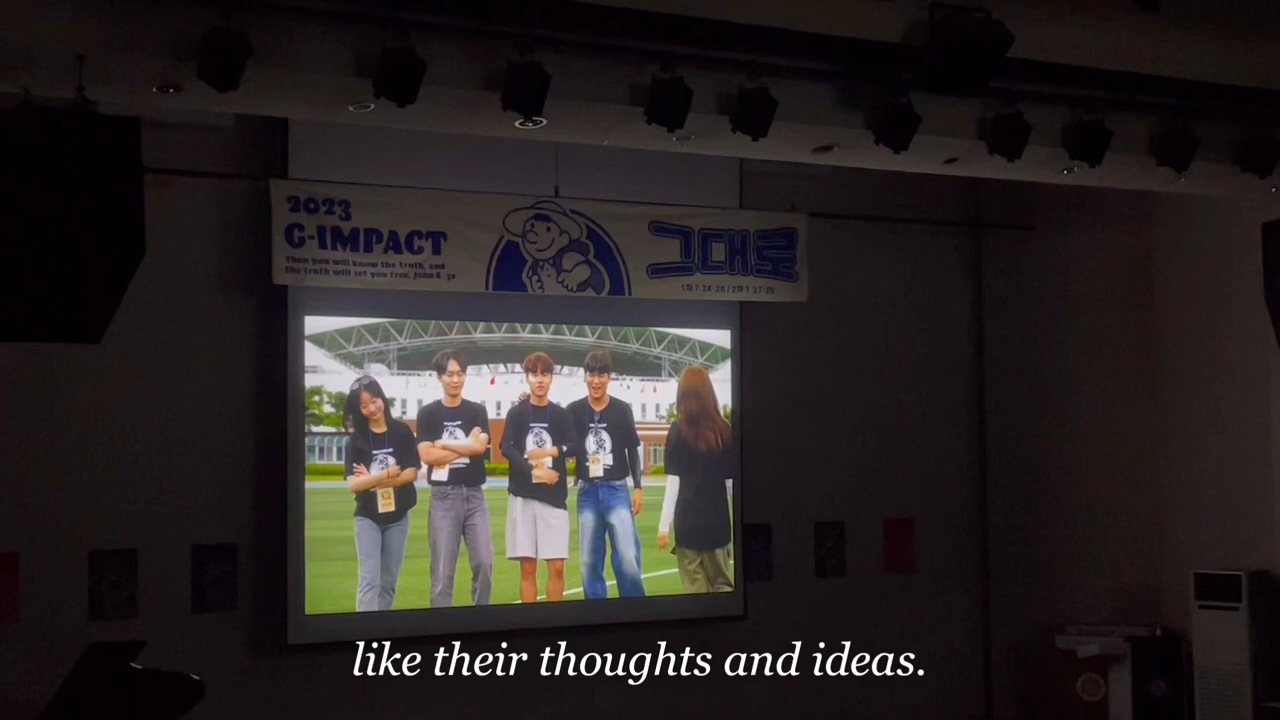 2023
G-IMPACT
Then you will know the truth, and
the truth will set you free. John 8:32
그대로
like their thoughts and ideas.